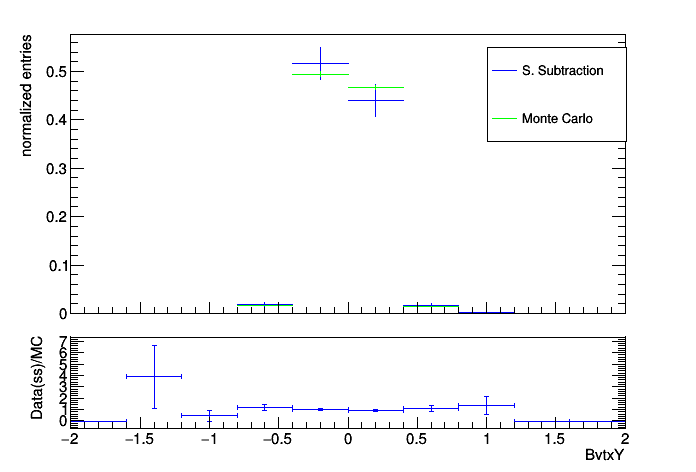 normalized entries
0.5
0.4
0.3
0.2
0.1
0
S. Subtraction
Monte Carlo
Data(ss)/MC
7
6
5
4
3
2
1
0
−2 −1.5 −1 −0.5 0 0.5 1 1.5 2
BvtxY